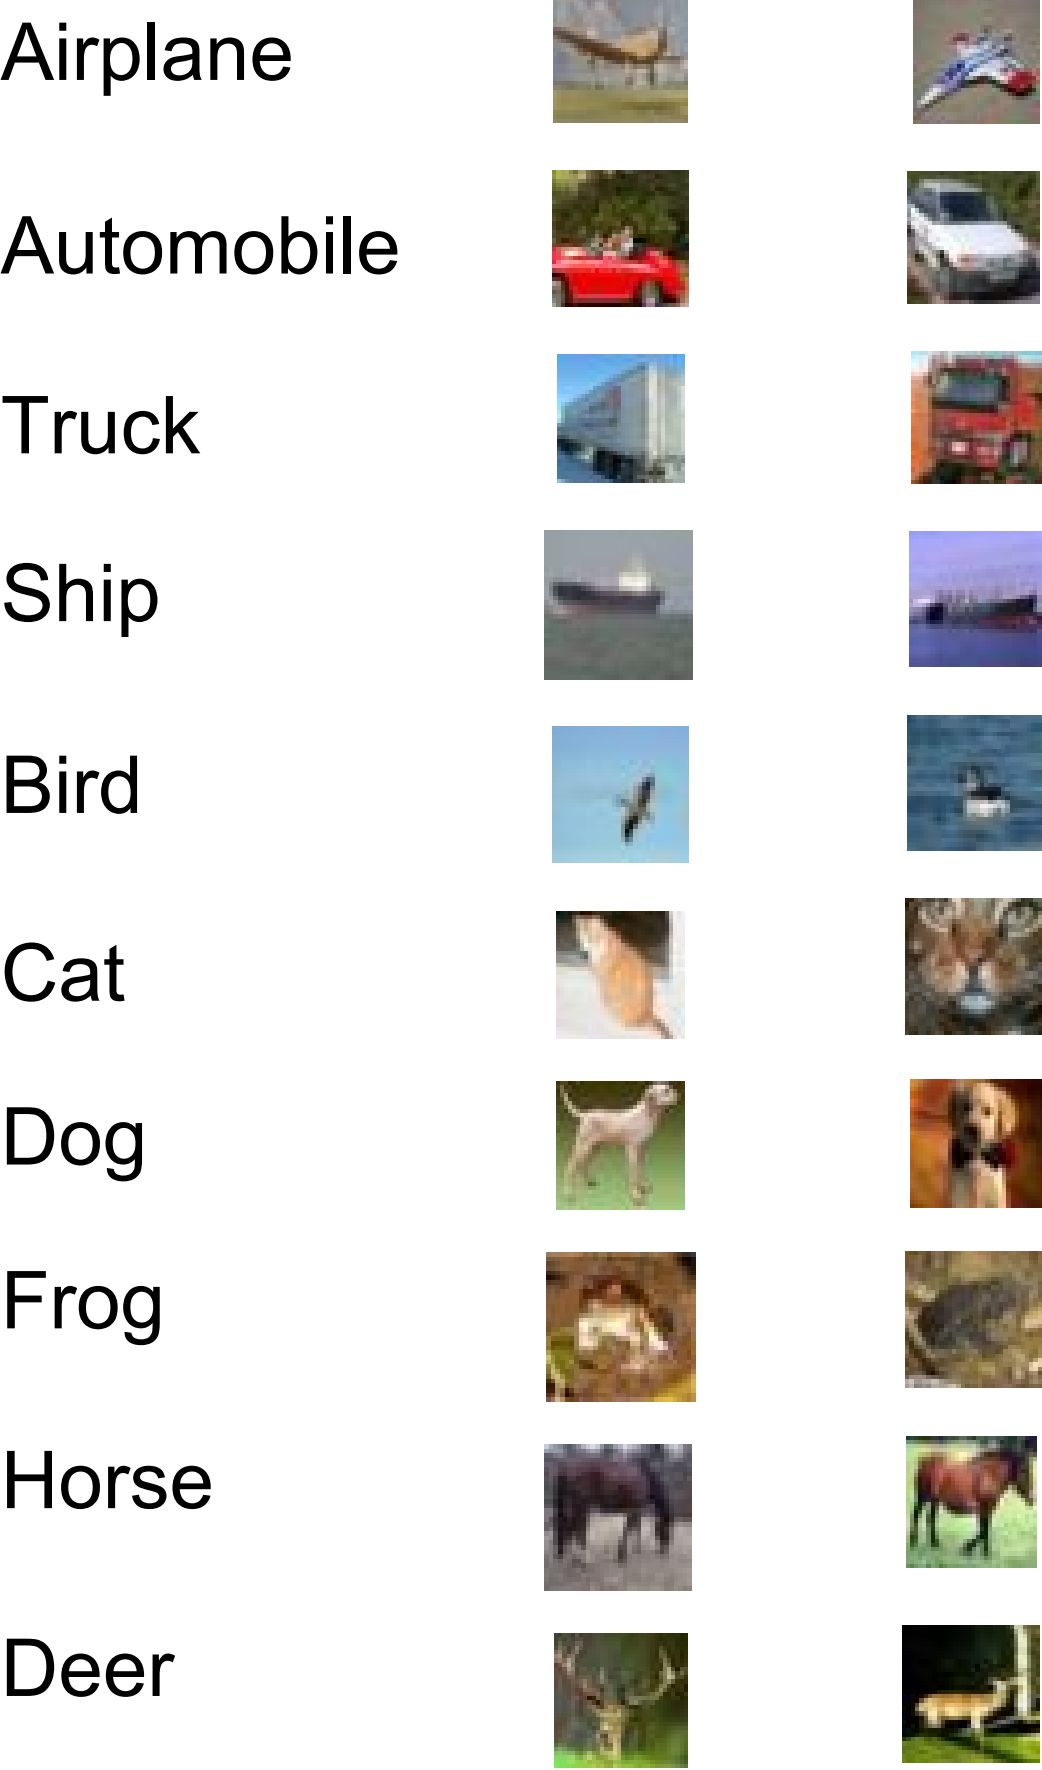 Airplane
Automobile
Truck
Ship
Bird
Cat
Dog
Frog
Horse
Deer